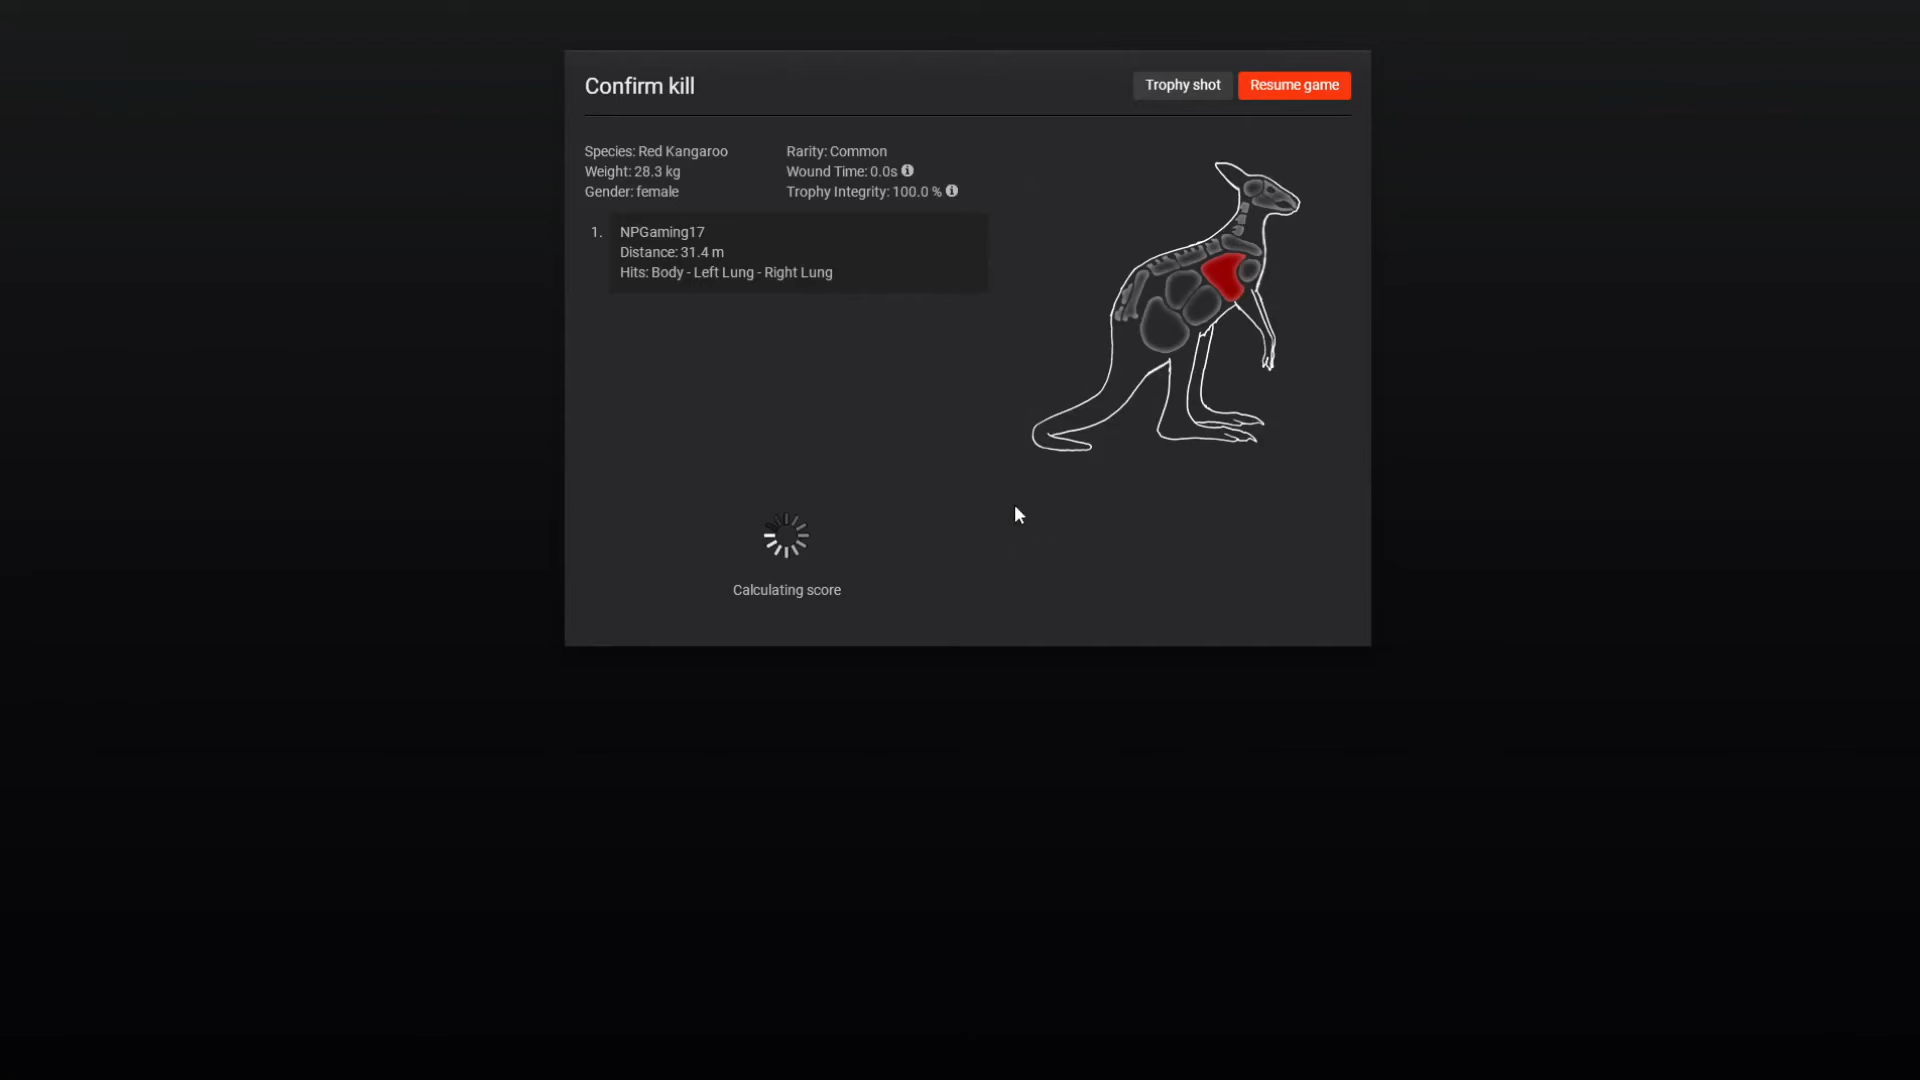 Confirm kill
Trophy shot
Resume game
Species: Red Kangaroo
Weight: 28.3 kg
Gender: female
Rarity: Common
Wound Time: 0.0s
Trophy Integrity: 100.0 %
1.
NPGaming17
Distance: 31.4 m
Hits: Body - Left Lung - Right Lung
Calculating score